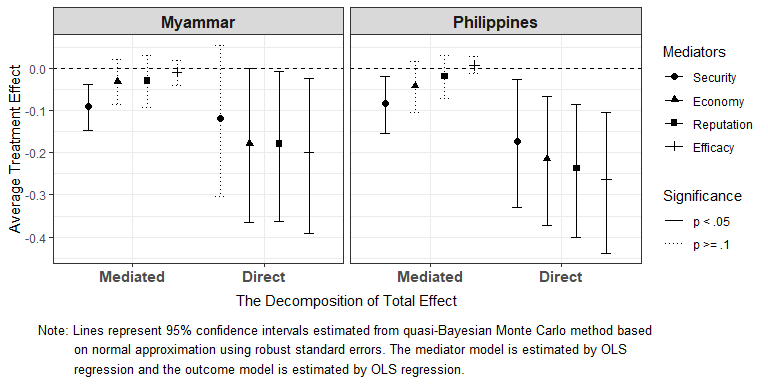 Myanmar
Philippines
Average Treatment Effect
0.0
-0.1
-0.2
-0.3
-0.4
Mediated
Direct
Mediated
Direct
The Decomposition of Total Effect
Mediators
Security
Economy
Reputation
Efficacy
Significance
p < .05
p >= .1
Note: Lines represent 95% confidence intervals estimated from quasi-Bayesian Monte Carlo method based
on normal approximation using robust standard errors. The mediator model is estimated by OLS
regression and the outcome model is estimated by OLS regression.